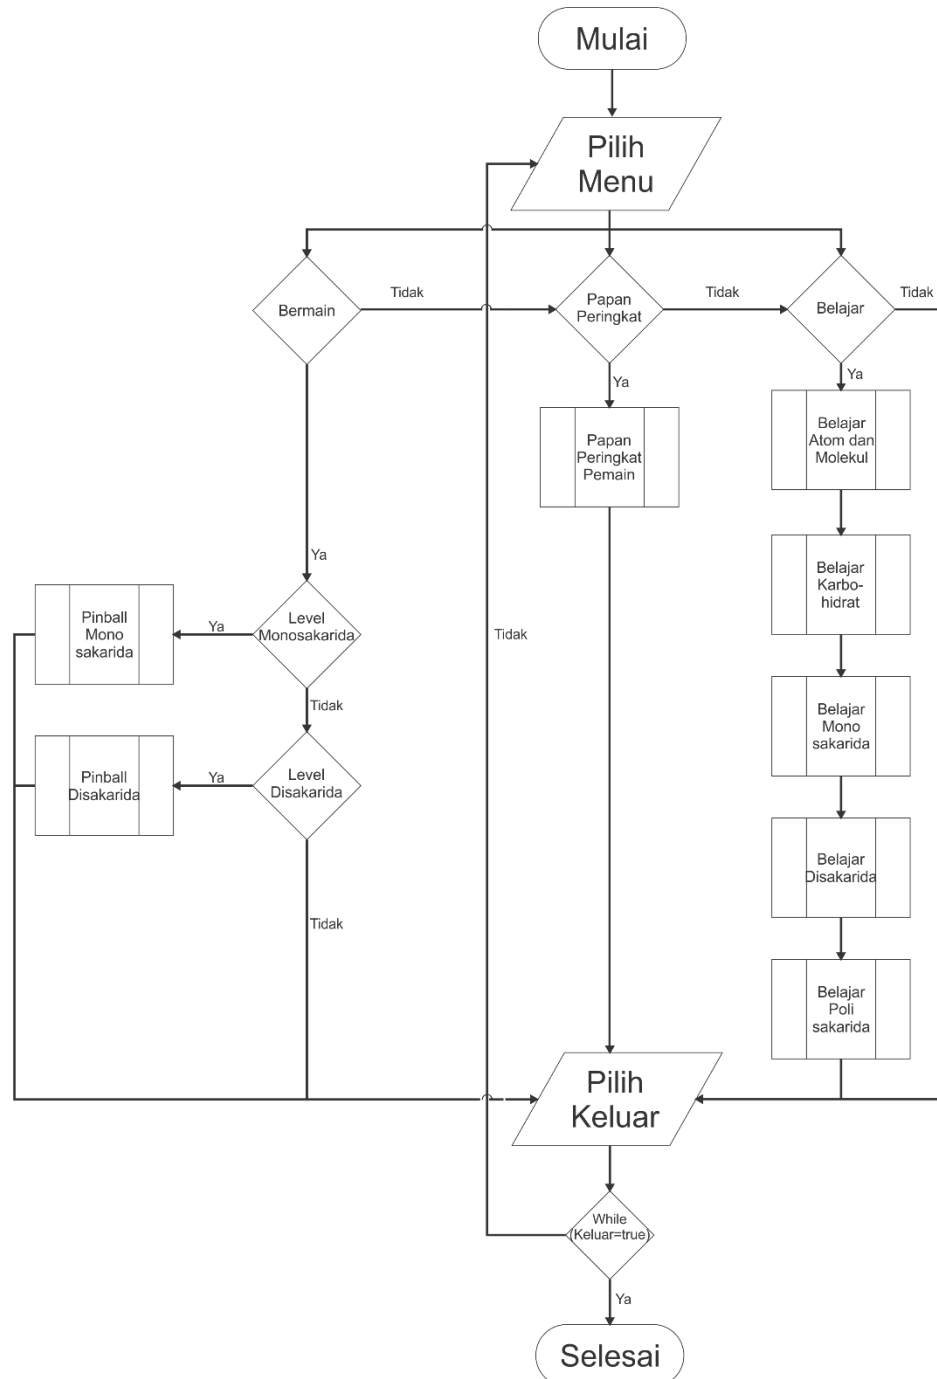 Mulai
Pilih
Menu
Bermain
Tidak
Papan
Peringkat
Tidak
Belajar
Tidak
Ya
Ya
Papan
Peringkat
Pemain
Belajar
Atom dan
Molekul
Ya
Belajar
Karbo-
hidrat
Pinball
Mono
sakarida
Ya
Level
Monosakarida
Tidak
Tidak
Belajar
Mono
sakarida
Pinball
Disakarida
Ya
Level
Disakarida
Belajar
Disakarida
Tidak
Belajar
Poli
sakarida
Pilih
Keluar
While
(Keluar=true)
Ya
Selesai